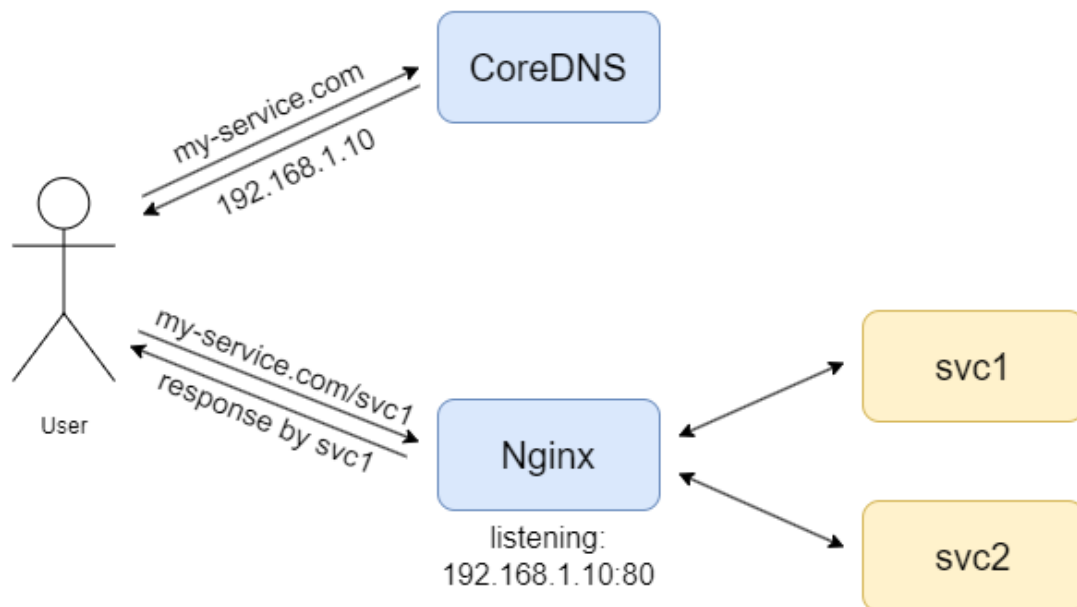 CoreDNS
my-service.com
192.168.1.10
User
my-service.com/svc1
response by svc1
Nginx
listening:
192.168.1.10:80
svc1
svc2